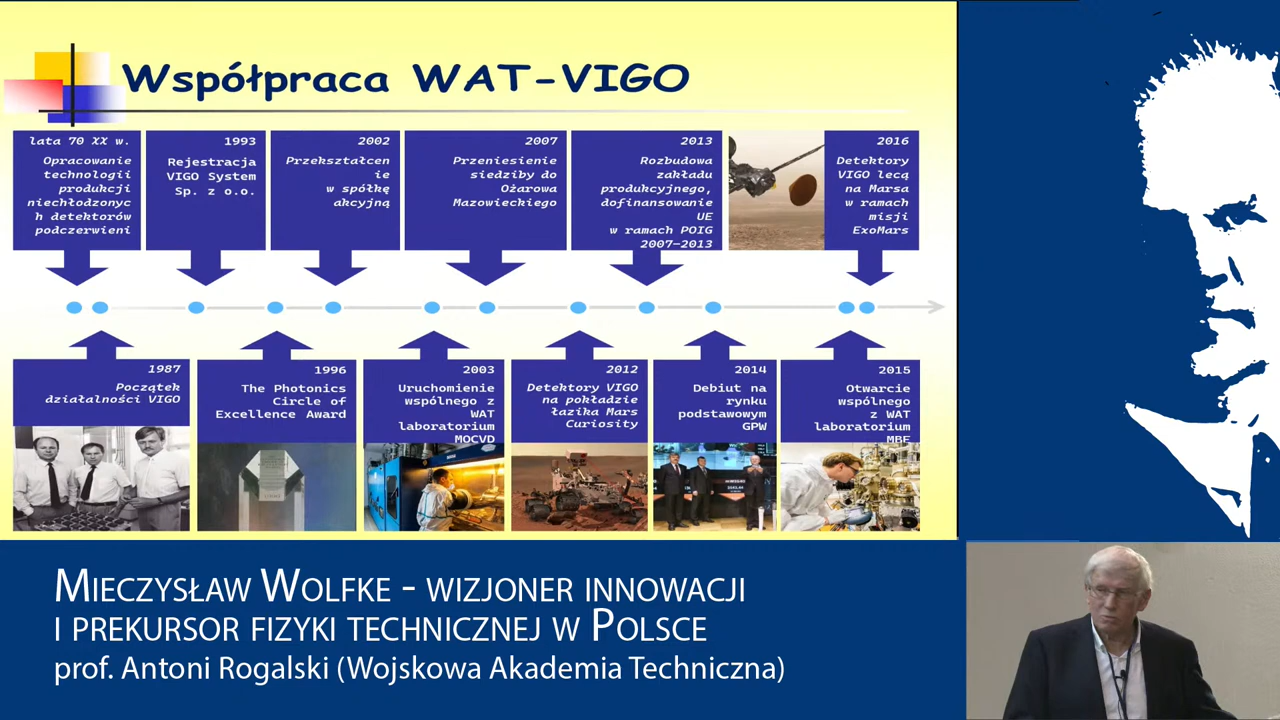 Współpraca WAT-VIGO
lata 70 XX w.
Opracowanie
technologii
produkcji
niechłodzonyc
h detektorów
podczerwieni
1993
Rejestracja
VIGO System
Sp. z o.o.
2002
Przekształcen
ie
w spółkę
akcyjną
2007
Przeniesienie
siedziby do
Ożarowa
Mazowieckiego
2013
Rozbudowa
zakładu
produkcyjnego,
dofinansowanie
UE
w ramach POIG
2007–2013
2016
Detektory
VIGO lecą
na Marsa
w ramach
misji
ExoMars
1987
Początek
działalności VIGO
1996
The Photonics
Circle of
Excellence Award
2003
Uruchomienie
wspólnego z
WAT
laboratorium
MOCVD
2012
Detektory VIGO
na pokładzie
łazika Mars
Curiosity
2014
Debiut na
rynku
podstawowym
GPW
2015
Otwarcie
wspólnego
z WAT
laboratorium
MBE
Mieczysław Wolfke - wizjoner innowacji
i prekursor fizyki technicznej w Polsce
prof. Antoni Rogalski (Wojskowa Akademia Techniczna)